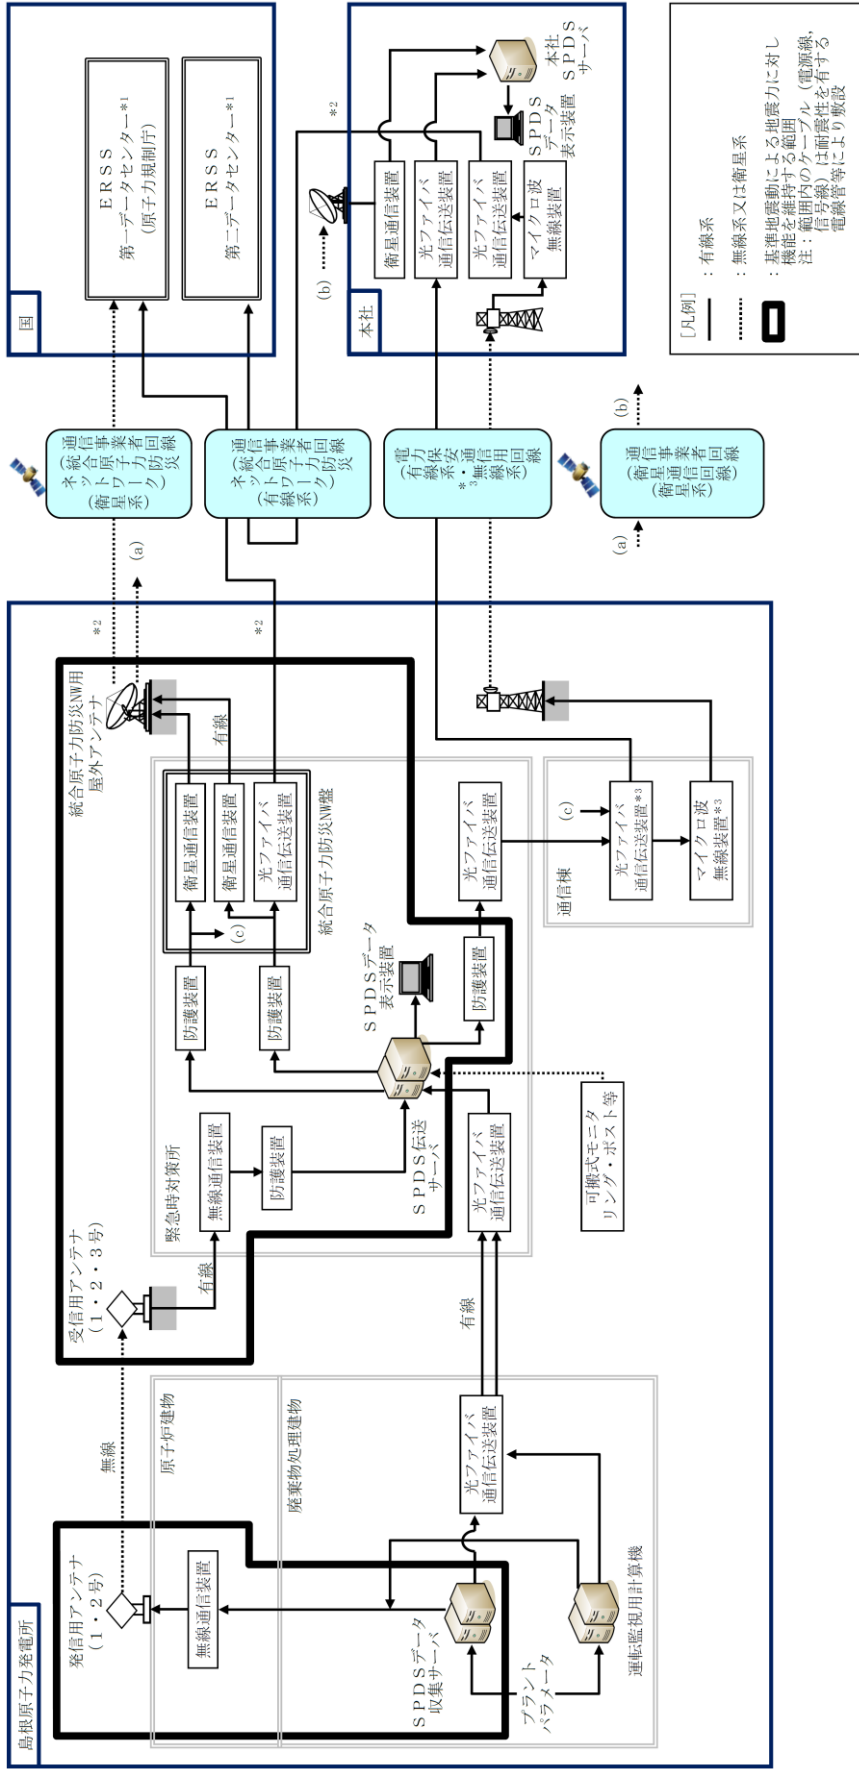 島根原子力発電所
発信用アンテナ
(1・2号)
無線
受信用アンテナ
(1・2・3号)
統合原子力防災NW用
屋外アンテナ
原子炉建物
廃棄物処理建物
無線通信装置
SPDSデータ
収集サーバ
プラント
パラメータ
運転監視用計算機
光ファイバ
通信伝送装置
有線
有線
緊急時対策所
無線通信装置
防護装置
SPDS伝送
サーバ
光ファイバ
通信伝送装置
可搬式モニタ
リング・ポスト等
防護装置
防護装置
(c)
SPDSデータ
表示装置
防護装置
衛星通信装置
衛星通信装置
光ファイバ
通信伝送装置
統合原子力防災NW盤
有線
光ファイバ
通信伝送装置
通信棟
(c)
光ファイバ
通信伝送装置*3
マイクロ波
無線装置*3
*2
(a)
*2
通信事業者回線
(統合原子力防災
ネットワーク)
(衛星系)
通信事業者回線
(統合原子力防災
ネットワーク)
(有線系)
電力保安通信用回線
(有線系・無線系)
*3
(a)
通信事業者回線
(衛星通信回線)
(衛星系)
(b)
国
ERSS
第一データセンター*1
(原子力規制庁)
ERSS
第二データセンター*1
*2
本社
(b)
衛星通信装置
光ファイバ
通信伝送装置
光ファイバ
通信伝送装置
マイクロ波
無線装置
本社
SPDS
サーバ
SPDS
データ
表示装置
[凡例]
:有線系
:無線系又は衛星系
:基準地震動による地震力に対し
機能を維持する範囲
注:範囲内のケーブル(電源線,
信号線)は耐震性を有する
電線管等により敷設